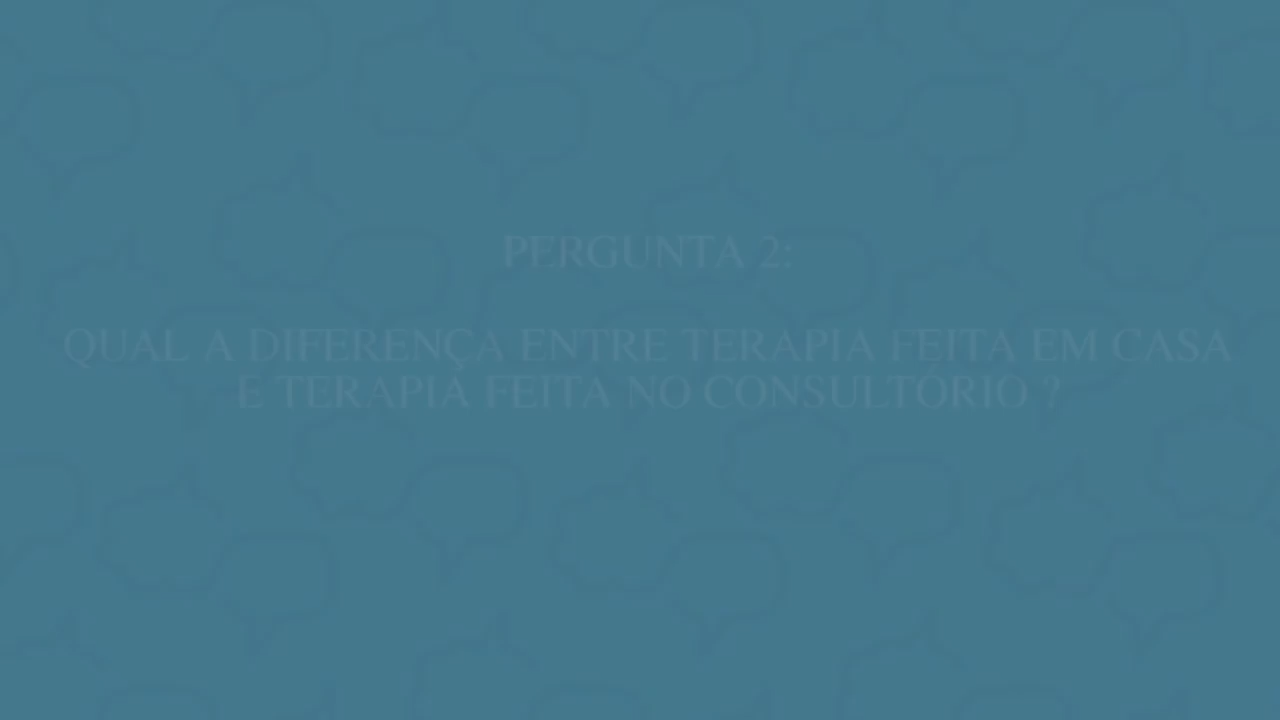 PERGUNTA 2:
QUAL A DIFERENÇA ENTRE TERAPIA FEITA EM CASA
E TERAPIA FEITA NO CONSULTÓRIO ?